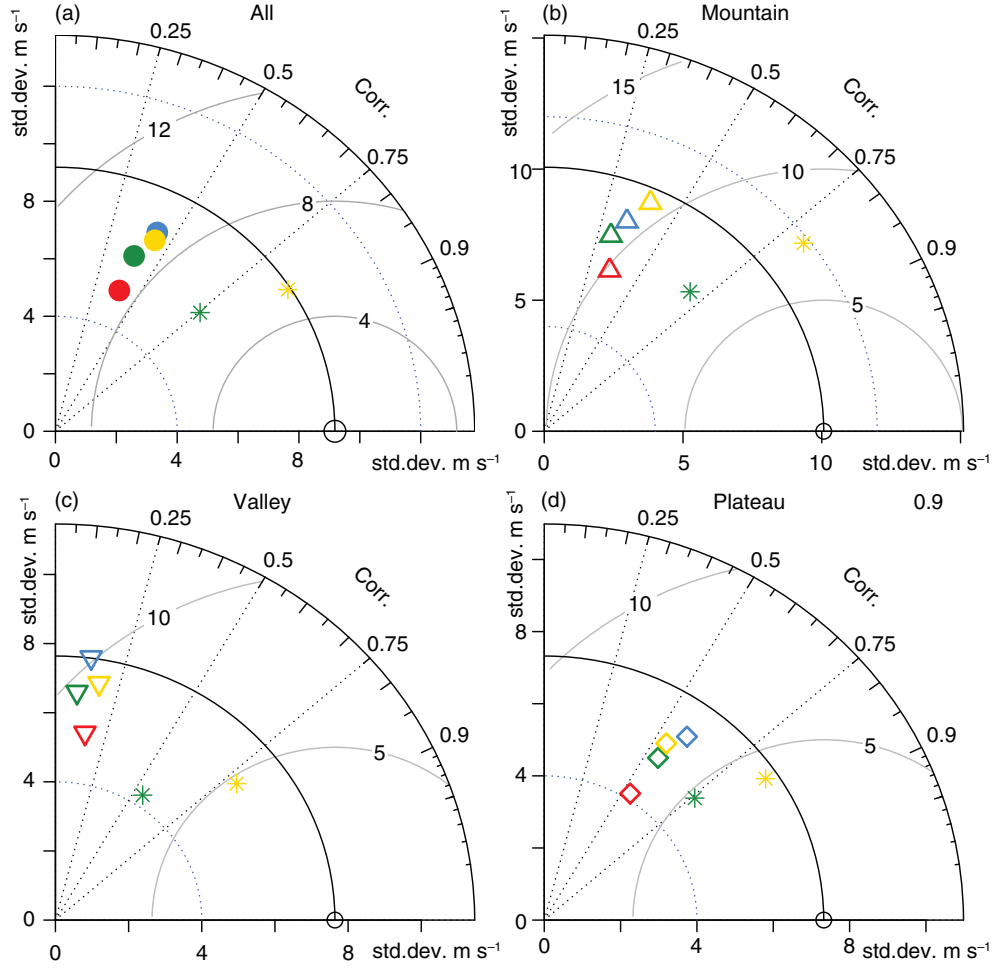 (a) All
0.25
0.5
Corr.
0.75
0.9
12
8
4
std.dev. m s⁻¹
8
4
0
0 4 8 std.dev. m s⁻¹
(b) Mountain
0.25
0.5
Corr.
0.75
0.9
15
10
5
std.dev. m s⁻¹
10
5
0
0 5 10 std.dev. m s⁻¹
(c) Valley
0.25
0.5
Corr.
0.75
0.9
10
5
std.dev. m s⁻¹
8
4
0
0 4 8 std.dev. m s⁻¹
(d) Plateau 0.9
0.25
0.5
Corr.
0.75
0.9
10
5
std.dev. m s⁻¹
8
4
0
0 4 8 std.dev. m s⁻¹